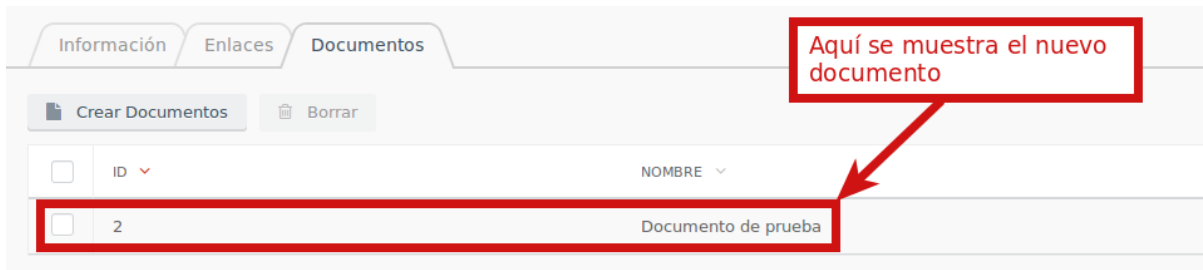 Información Enlaces Documentos
Aquí se muestra el nuevo
documento
Crear Documentos Borrar
ID NOMBRE
2 Documento de prueba